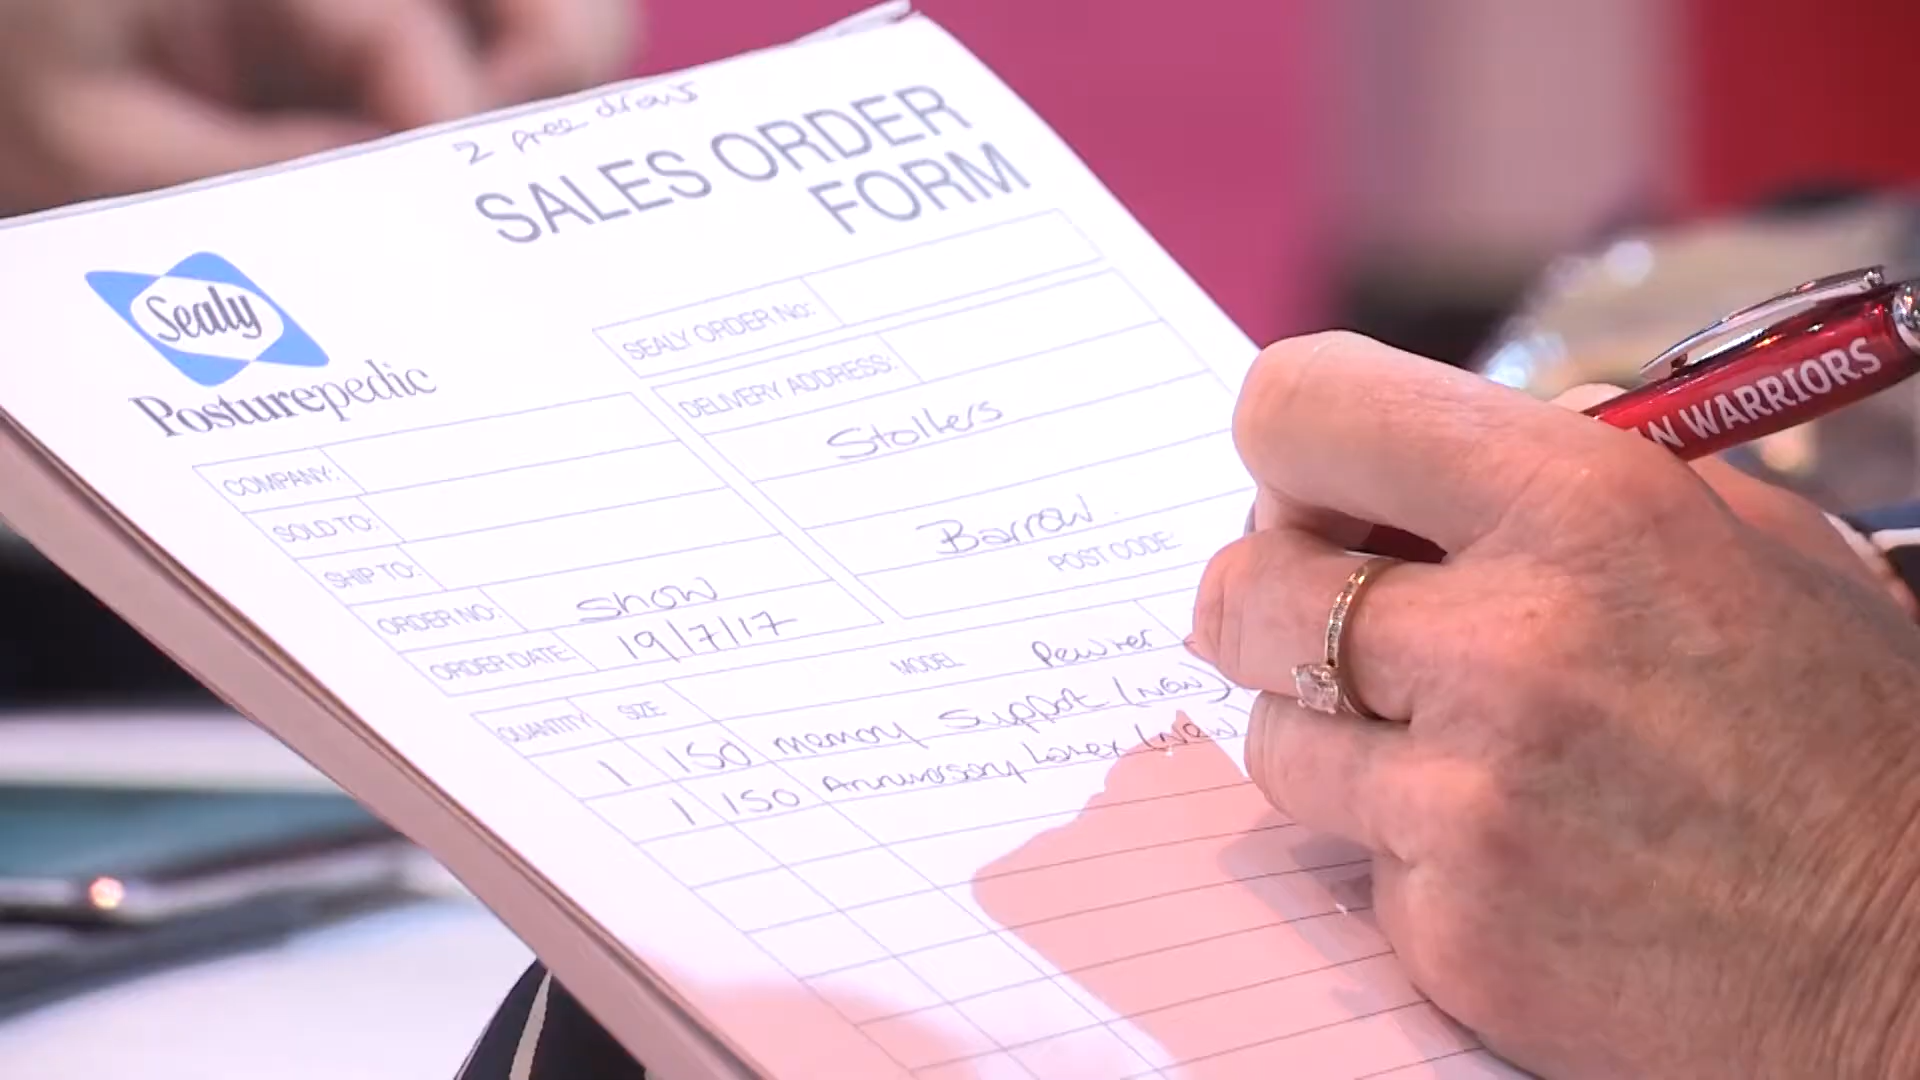 2 free draws
SALES ORDER
FORM
Sealy
Posturepedic
SEALY ORDER No:
DELIVERY ADDRESS:
Stollers
Barrow
POST CODE:
COMPANY:
SOLD TO:
SHIP TO:
ORDER NO: Show
ORDER DATE: 19/7/17
QUANTITY SIZE MODEL Pewter
1 150 Memory Support (New)
1 150 Anniversary Latex (New)
N WARRIORS